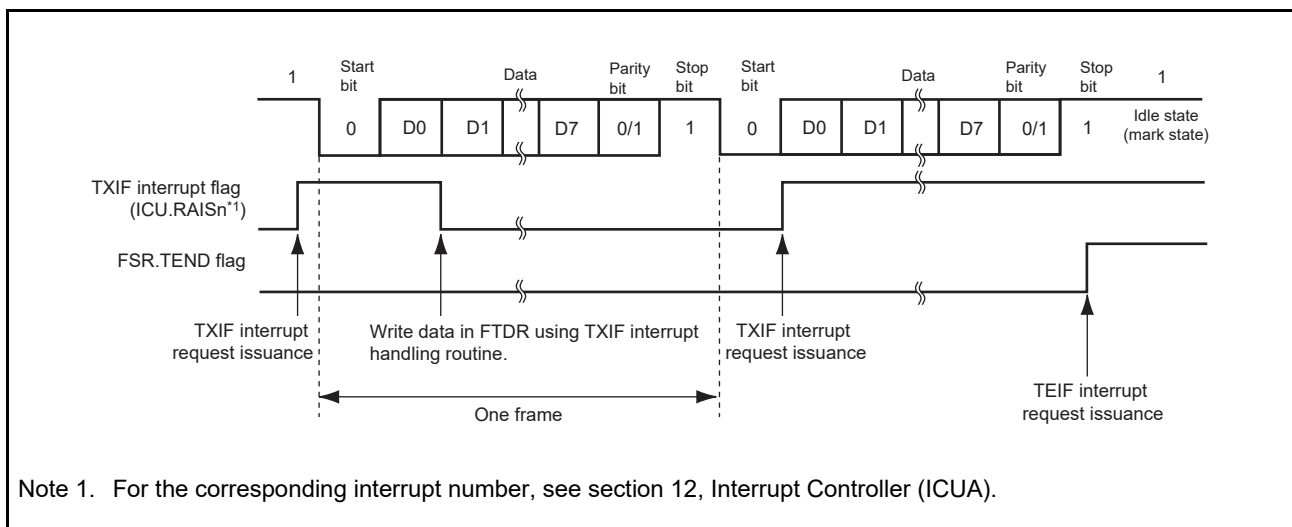 1 Start bit Data Parity bit Stop bit Start bit Data Parity bit Stop bit 1
0 D0 D1 D7 0/1 1 0 D0 D1 D7 0/1 1 Idle state (mark state)
TXIF interrupt flag
(ICU.RAISn*1)
FSR.TEND flag
TXIF interrupt
request issuance
Write data in FTDR using TXIF interrupt
handling routine.
TXIF interrupt
request issuance
TEIF interrupt
request issuance
One frame
Note 1. For the corresponding interrupt number, see section 12, Interrupt Controller (ICUA).